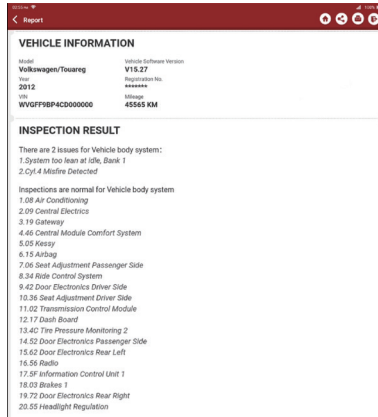 Report
VEHICLE INFORMATION
Model
Vehicle Software Version
Volkswagen/Touareg
V15.27
Year
Registration No.
2012
*******
VIN
Mileage
WVGFF9BP4CD000000
45565 KM
INSPECTION RESULT
There are 2 issues for Vehicle body system:
1.System too lean at idle, Bank 1
2.Cyl.4 Misfire Detected
Inspections are normal for Vehicle body system
1.08 Air Conditioning
2.09 Central Electrics
3.19 Gateway
4.46 Central Module Comfort System
5.05 Kessy
6.15 Airbag
7.06 Seat Adjustment Passenger Side
8.34 Ride Control System
9.42 Door Electronics Driver Side
10.36 Seat Adjustment Driver Side
11.02 Transmission Control Module
12.17 Dash Board
13.4C Tire Pressure Monitoring 2
14.52 Door Electronics Passenger Side
15.62 Door Electronics Rear Left
16.56 Radio
17.5F Information Control Unit 1
18.03 Brakes 1
19.72 Door Electronics Rear Right
20.55 Headlight Regulation